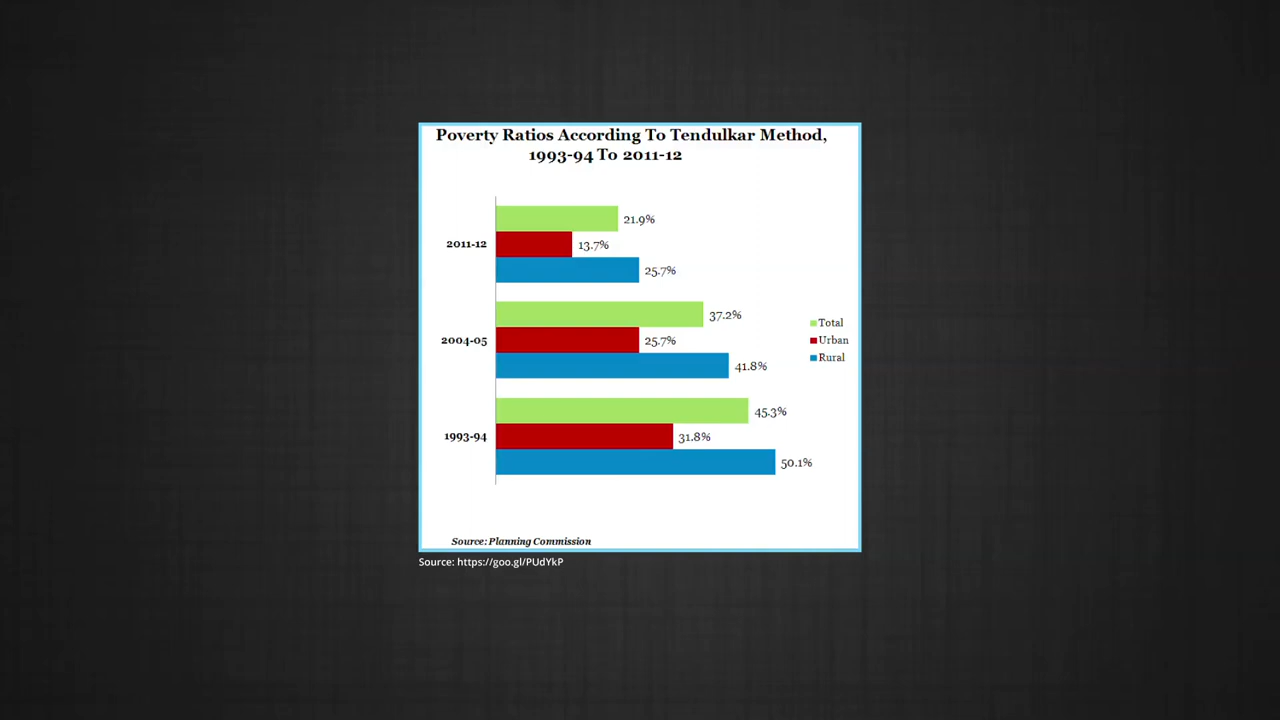 Poverty Ratios According To Tendulkar Method,
1993-94 To 2011-12
21.9%
2011-12
13.7%
25.7%
37.2%
2004-05
25.7%
41.8%
Total
Urban
Rural
45.3%
1993-94
31.8%
50.1%
Source: Planning Commission
Source: https://goo.gl/PUdYkP